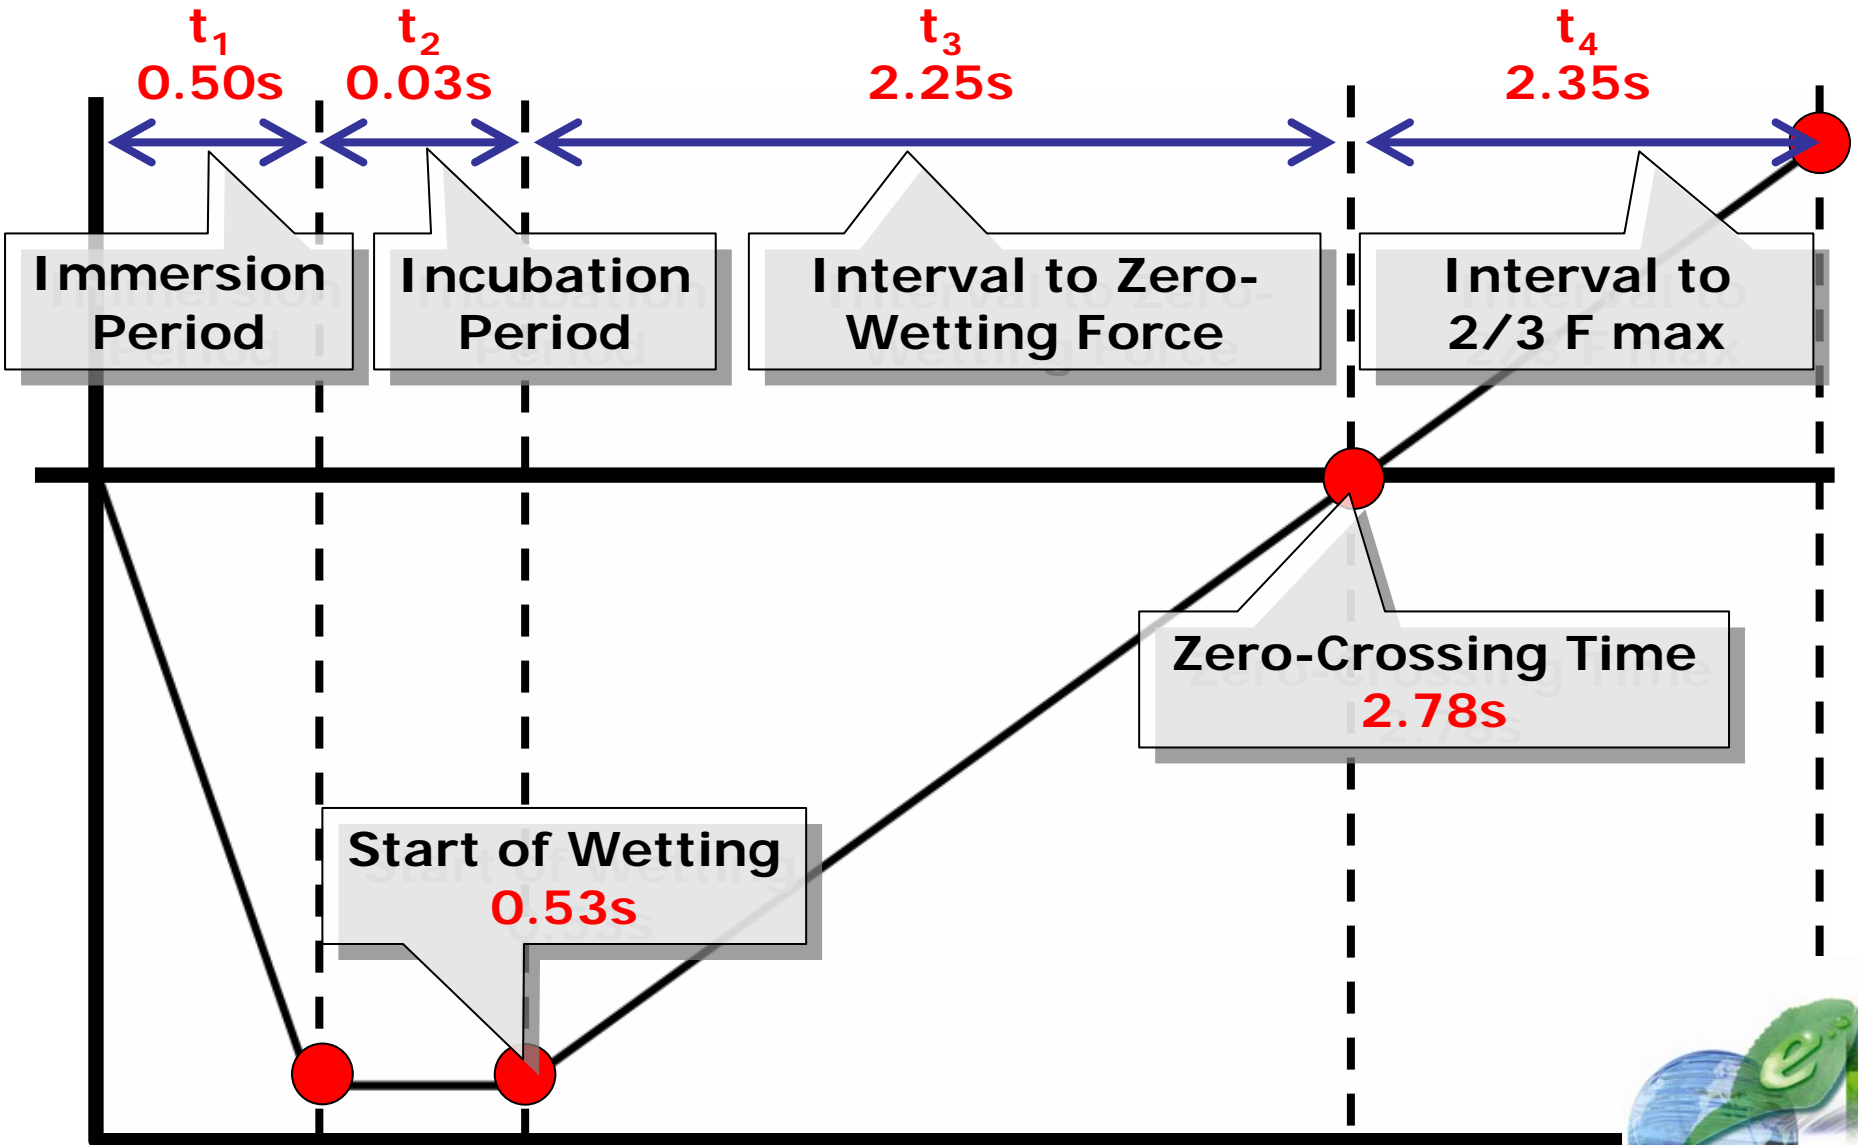 t₁
0.50s
t₂
0.03s
t₃
2.25s
t₄
2.35s
Immersion
Period
Incubation
Period
Interval to Zero-
Wetting Force
Interval to
2/3 F max
Zero-Crossing Time
2.78s
Start of Wetting
0.53s
e